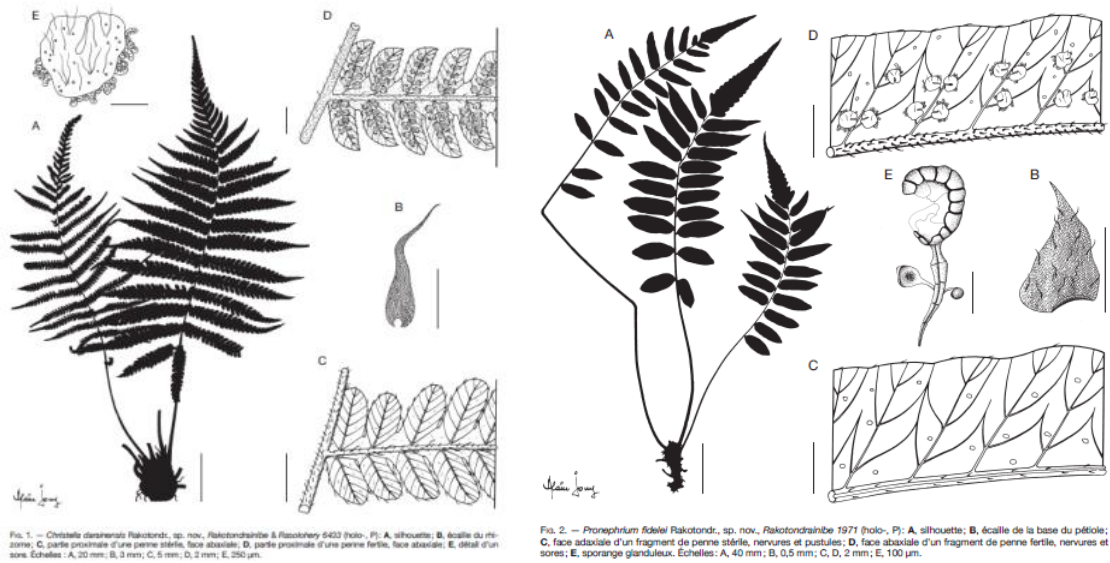 E
D
A
B
C
Alain Jouy
FIG. 1. — Christella darainensis Rakotondr., sp. nov., Rakotondrainibe & Rasolohery 6433 (holo-, P): A, silhouette; B, écaille du rhi-
zome; C, partie proximale d'une penne stérile, face abaxiale; D, partie proximale d'une penne fertile, face abaxiale; E, détail d'un
sore. Échelles: A, 20 mm; B, 3 mm; C, 5 mm; D, 2 mm; E, 250 µm.
A
D
E
B
C
Alain Jouy
FIG. 2. — Pronephrium fidelei Rakotondr., sp. nov., Rakotondrainibe 1971 (holo-, P): A, silhouette; B, écaille de la base du pétiole;
C, face adaxiale d'un fragment de penne stérile, nervures et pustules; D, face abaxiale d'un fragment de penne fertile, nervures et
sores; E, sporange glanduleux. Échelles: A, 40 mm; B, 0,5 mm; C, D, 2 mm; E, 100 µm.